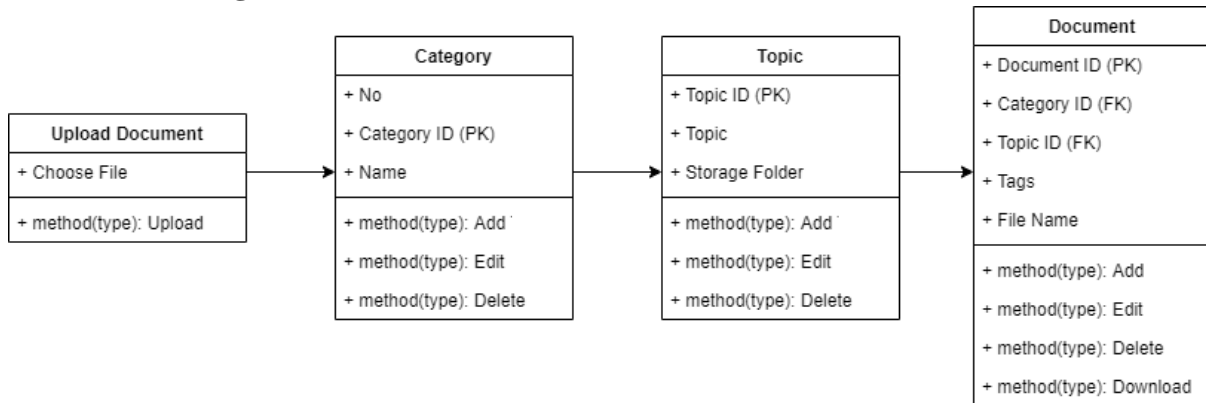 Upload Document
+ Choose File
+ method(type): Upload
Category
+ No
+ Category ID (PK)
+ Name
+ method(type): Add
+ method(type): Edit
+ method(type): Delete
Topic
+ Topic ID (PK)
+ Topic
+ Storage Folder
+ method(type): Add
+ method(type): Edit
+ method(type): Delete
Document
+ Document ID (PK)
+ Category ID (FK)
+ Topic ID (FK)
+ Tags
+ File Name
+ method(type): Add
+ method(type): Edit
+ method(type): Delete
+ method(type): Download